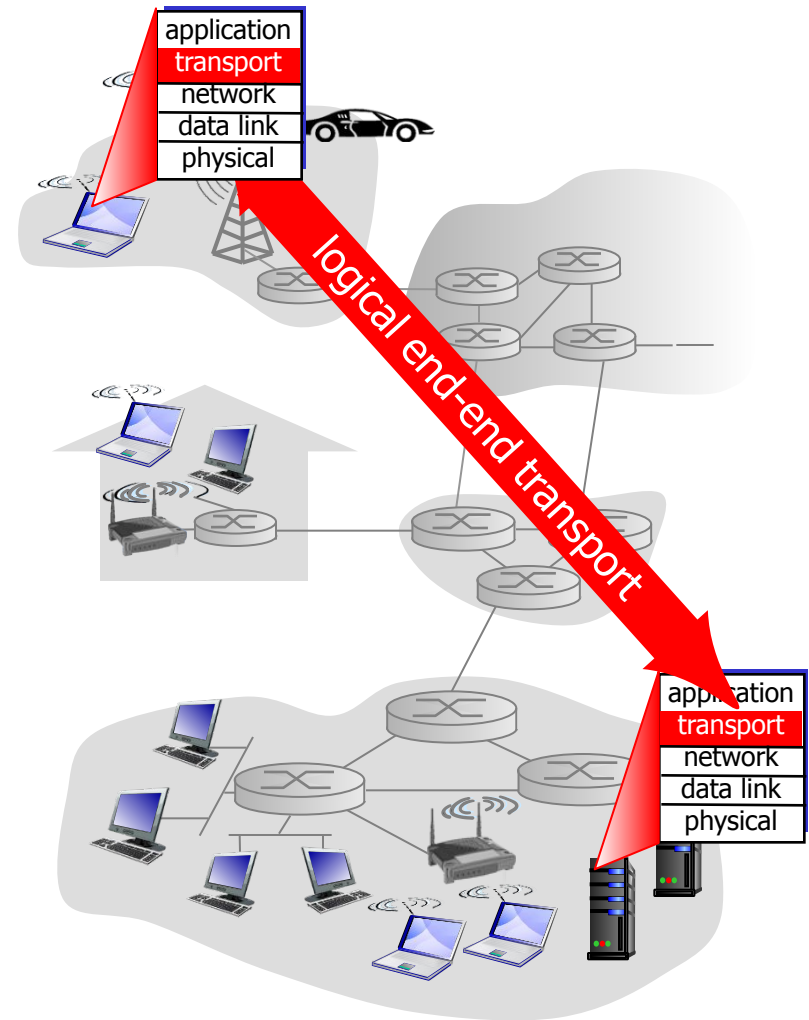 application
transport
network
data link
physical
logical end-end transport
application
transport
network
data link
physical